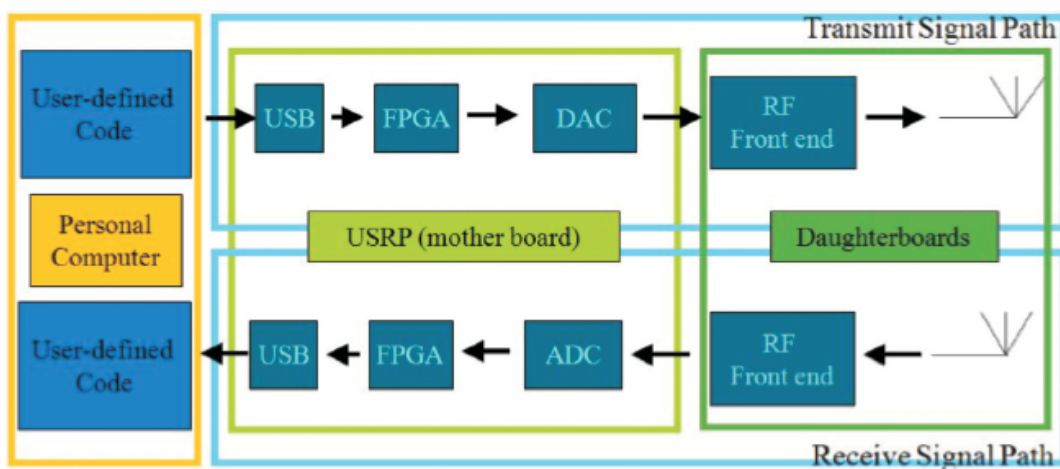 Transmit Signal Path
User-defined
Code
USB
FPGA
DAC
RF
Front end
Personal
Computer
USRP (mother board)
Daughterboards
User-defined
Code
USB
FPGA
ADC
RF
Front end
Receive Signal Path